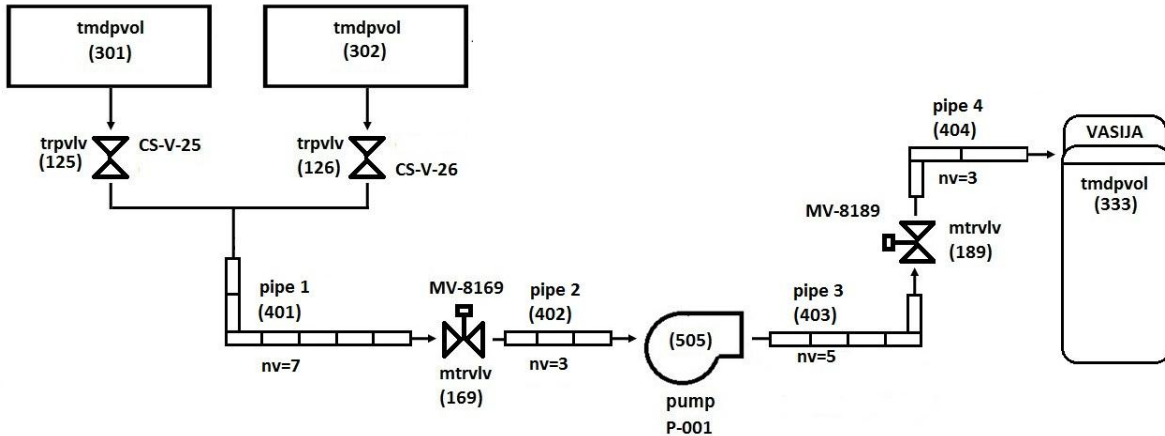 tmdpvol
(301)
tmdpvol
(302)
trpvlv
(125)
CS-V-25
trpvlv
(126)
CS-V-26
pipe 1
(401)
nv=7
MV-8169
mtrvlv
(169)
pipe 2
(402)
nv=3
(505)
pump
P-001
pipe 3
(403)
nv=5
MV-8189
mtrvlv
(189)
pipe 4
(404)
nv=3
VASIJA
tmdpvol
(333)